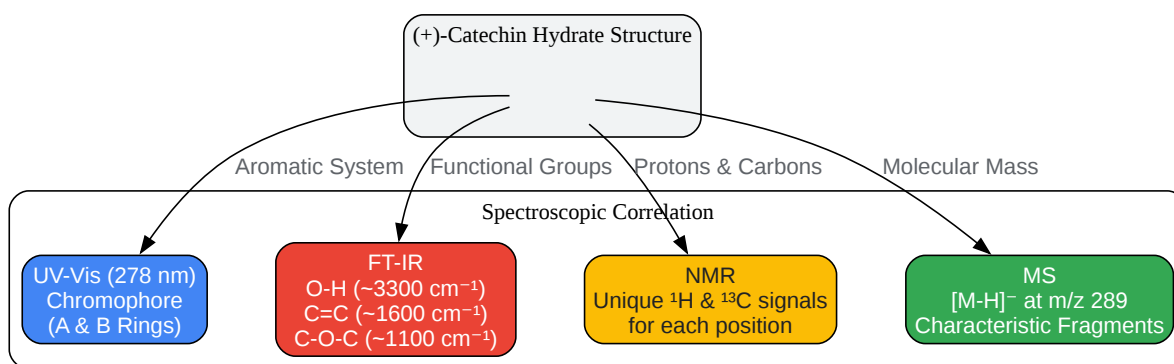 (+)-Catechin Hydrate Structure
Aromatic System
Functional Groups
Protons & Carbons
Molecular Mass
Spectroscopic Correlation
UV-Vis (278 nm)
Chromophore
(A & B Rings)
FT-IR
O-H (~3300 cm⁻¹)
C=C (~1600 cm⁻¹)
C-O-C (~1100 cm⁻¹)
NMR
Unique ¹H & ¹³C signals
for each position
MS
[M-H]⁻ at m/z 289
Characteristic Fragments